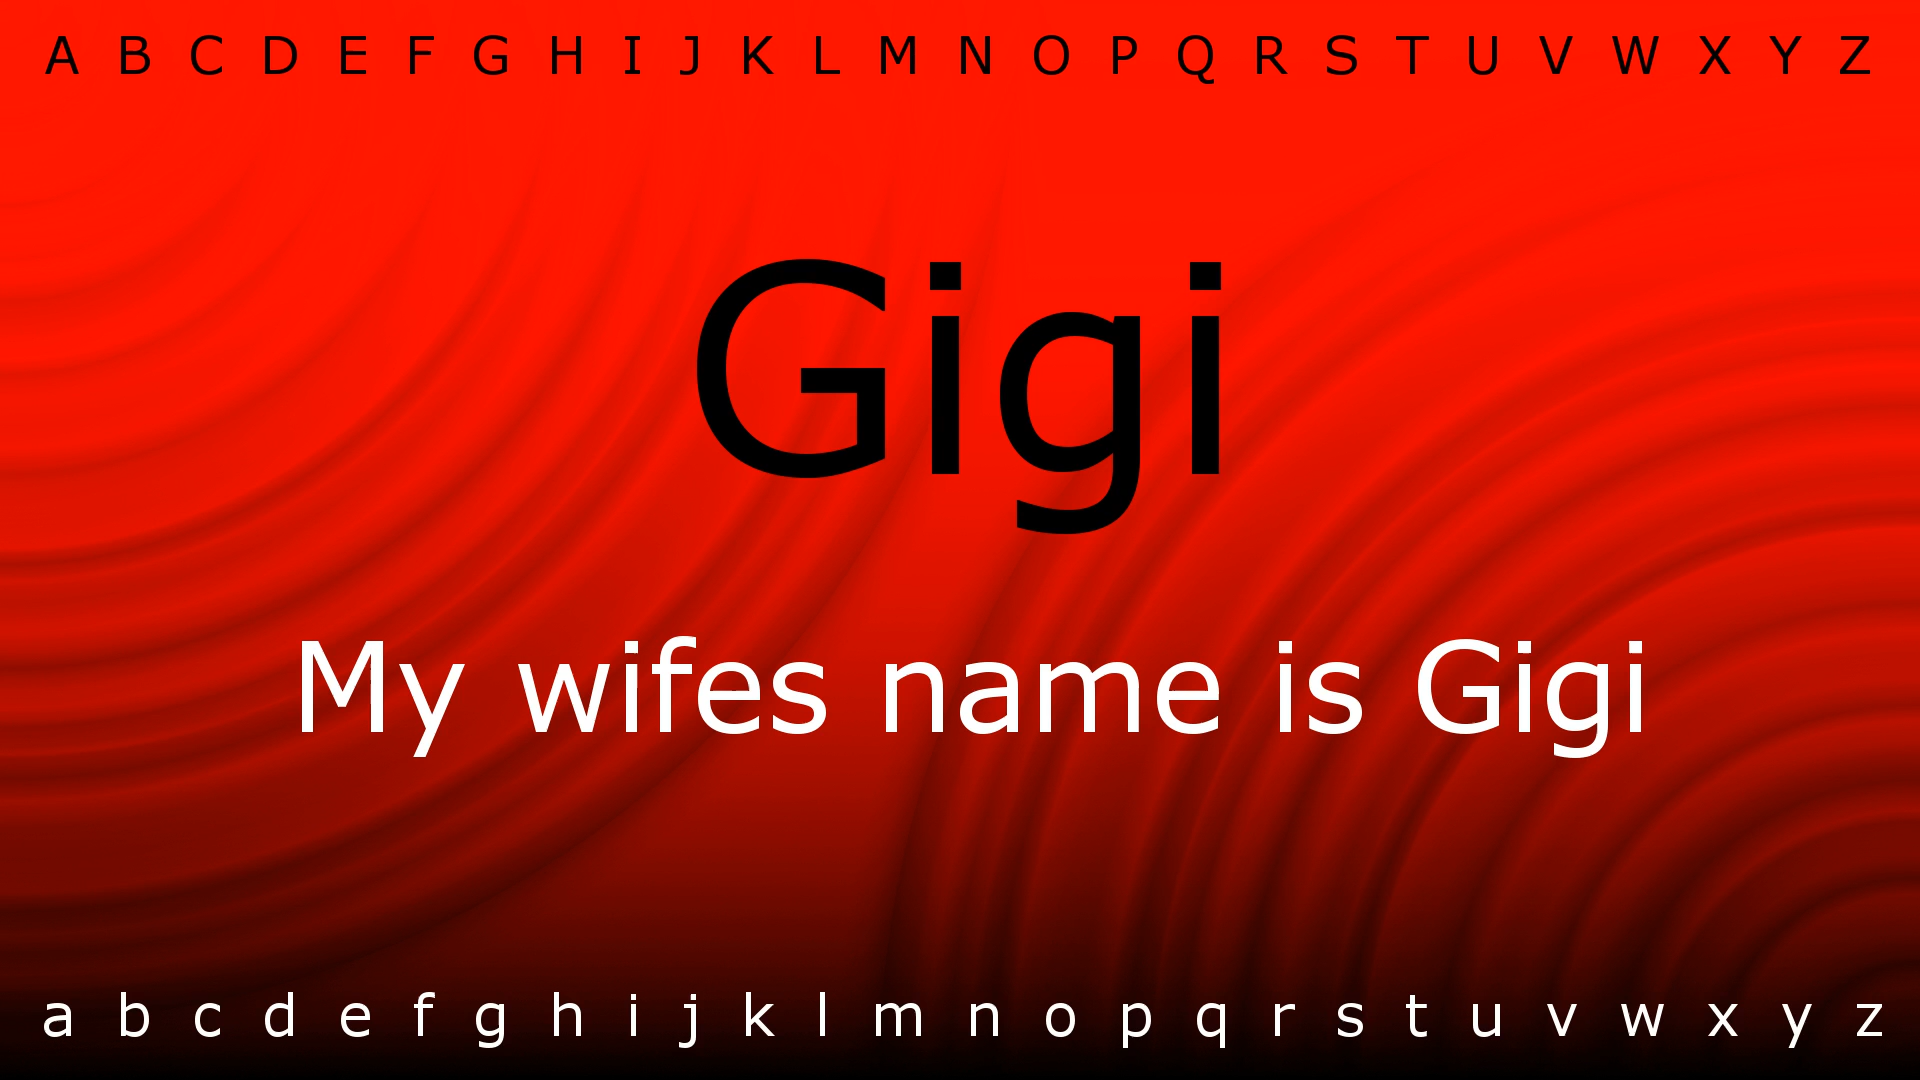 A B C D E F G H I J K L M N O P Q R S T U V W X Y Z
Gigi
My wifes name is Gigi
a b c d e f g h i j k l m n o p q r s t u v w x y z